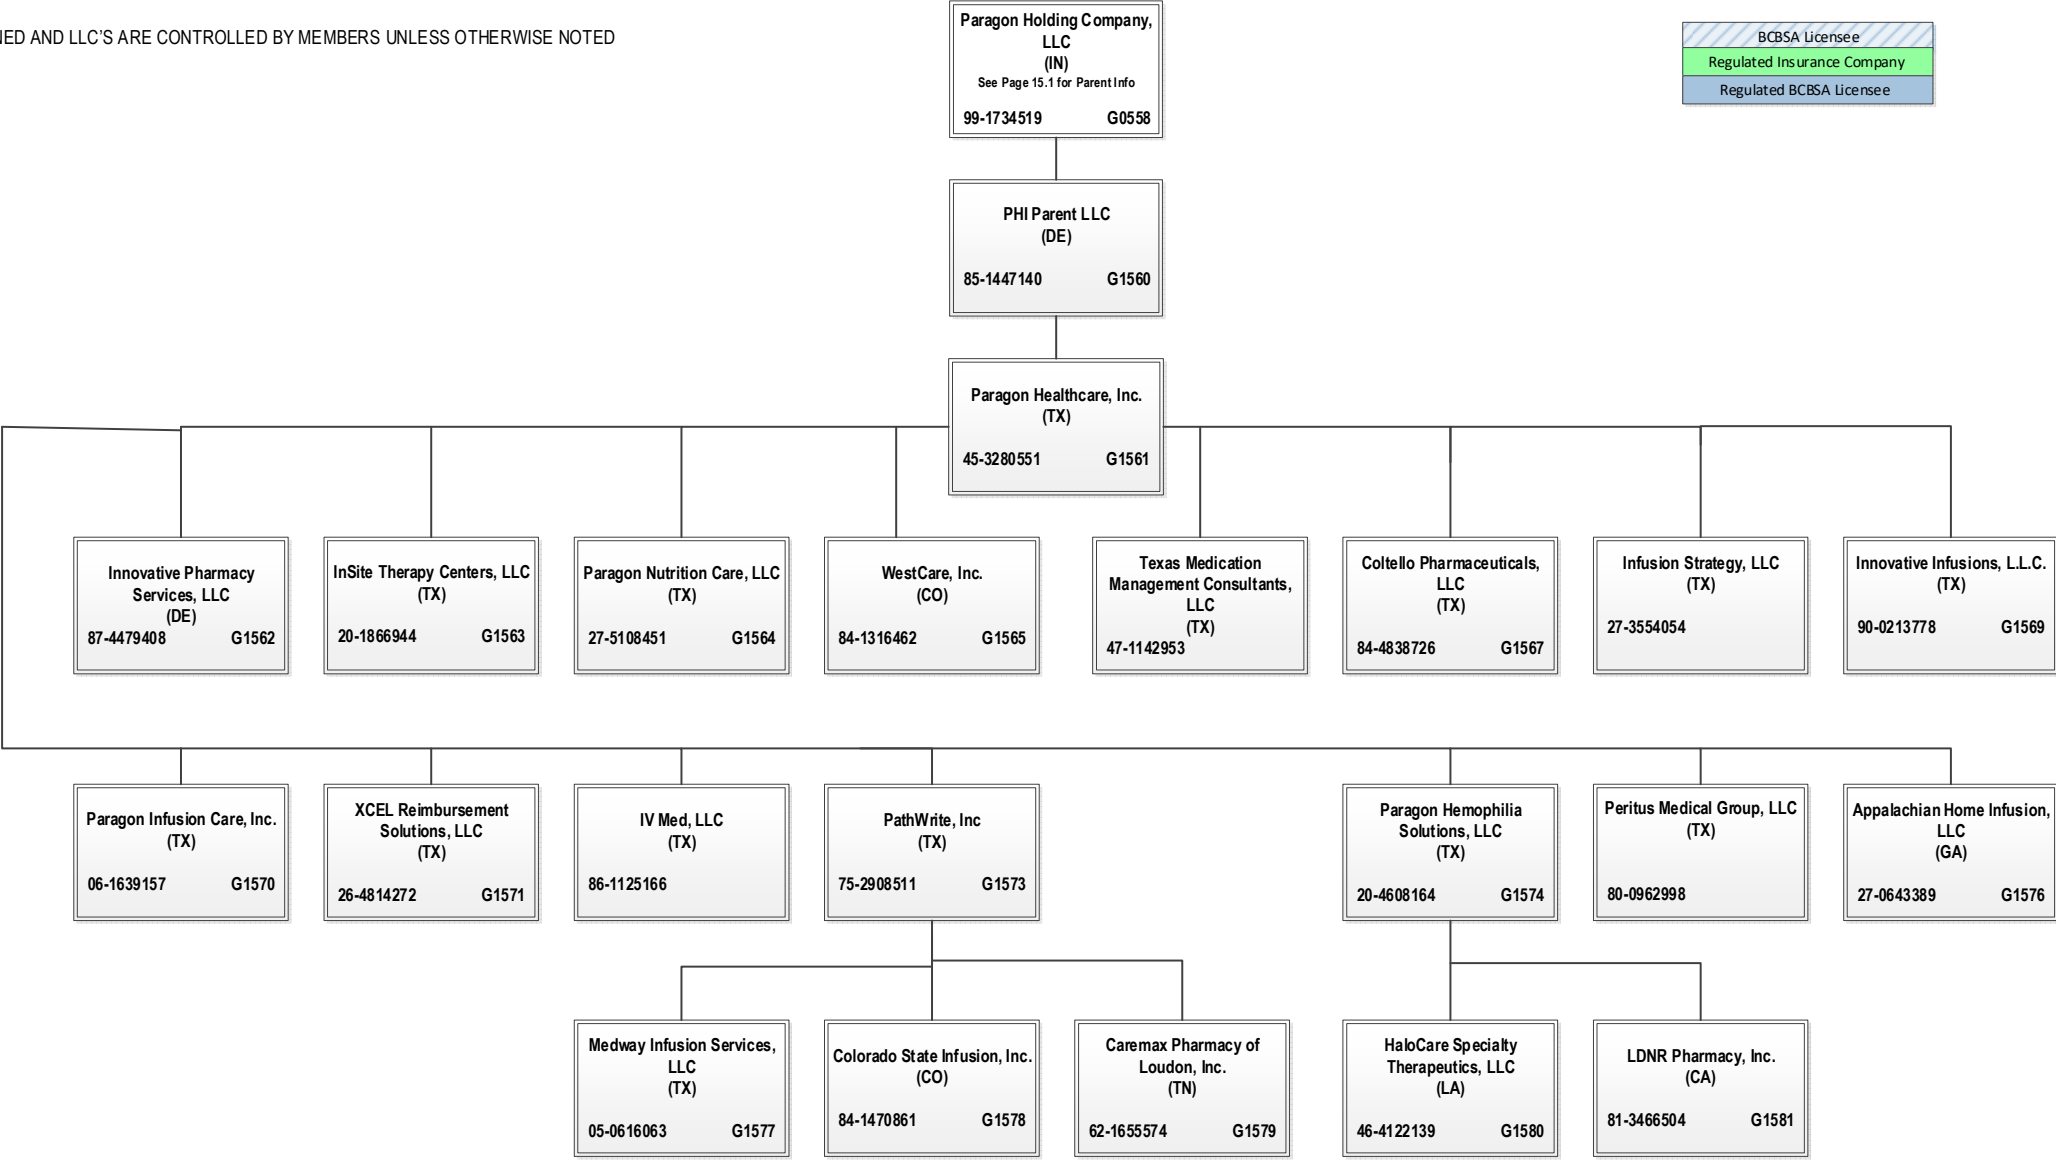 NED AND LLC'S ARE CONTROLLED BY MEMBERS UNLESS OTHERWISE NOTED
Paragon Holding Company,
LLC
(IN)
See Page 15.1 for Parent Info
99-1734519 G0558
BCBSA Licensee
Regulated Insurance Company
Regulated BCBSA Licensee
PHI Parent LLC
(DE)
85-1447140 G1560
Paragon Healthcare, Inc.
(TX)
45-3280551 G1561
Innovative Pharmacy
Services, LLC
(DE)
87-4479408 G1562
InSite Therapy Centers, LLC
(TX)
20-1866944 G1563
Paragon Nutrition Care, LLC
(TX)
27-5108451 G1564
WestCare, Inc.
(CO)
84-1316462 G1565
Texas Medication
Management Consultants,
LLC
(TX)
47-1142953
Coltello Pharmaceuticals,
LLC
(TX)
84-4838726 G1567
Infusion Strategy, LLC
(TX)
27-3554054
Innovative Infusions, L.L.C.
(TX)
90-0213778 G1569
Paragon Infusion Care, Inc.
(TX)
06-1639157 G1570
XCEL Reimbursement
Solutions, LLC
(TX)
26-4814272 G1571
IV Med, LLC
(TX)
86-1125166
PathWrite, Inc
(TX)
75-2908511 G1573
Paragon Hemophilia
Solutions, LLC
(TX)
20-4608164 G1574
Peritus Medical Group, LLC
(TX)
80-0962998
Appalachian Home Infusion,
LLC
(GA)
27-0643389 G1576
Medway Infusion Services,
LLC
(TX)
05-0616063 G1577
Colorado State Infusion, Inc.
(CO)
84-1470861 G1578
Caremax Pharmacy of
Loudon, Inc.
(TN)
62-1655574 G1579
HaloCare Specialty
Therapeutics, LLC
(LA)
46-4122139 G1580
LDNR Pharmacy, Inc.
(CA)
81-3466504 G1581